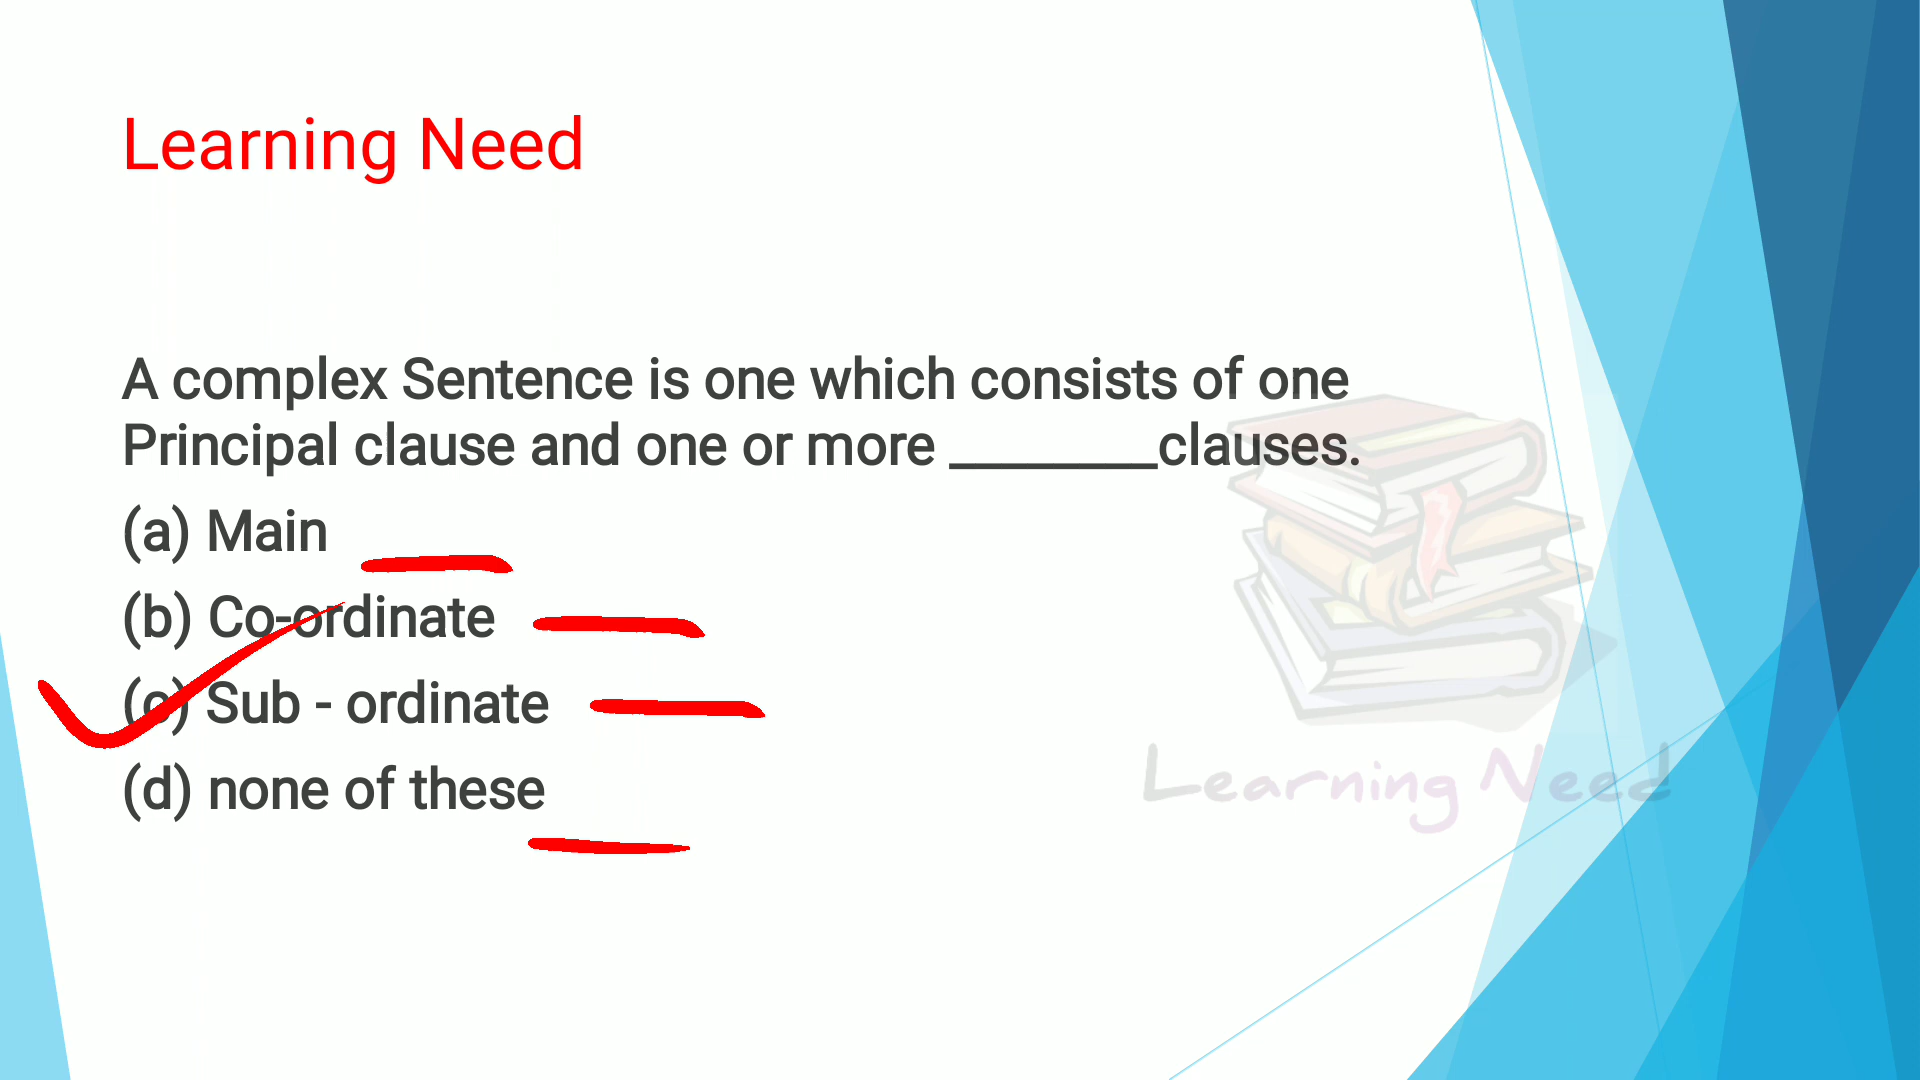 Learning Need
A complex Sentence is one which consists of one
Principal clause and one or more ________clauses.
(a) Main
(b) Co-ordinate
(c) Sub - ordinate
(d) none of these
Learning Need